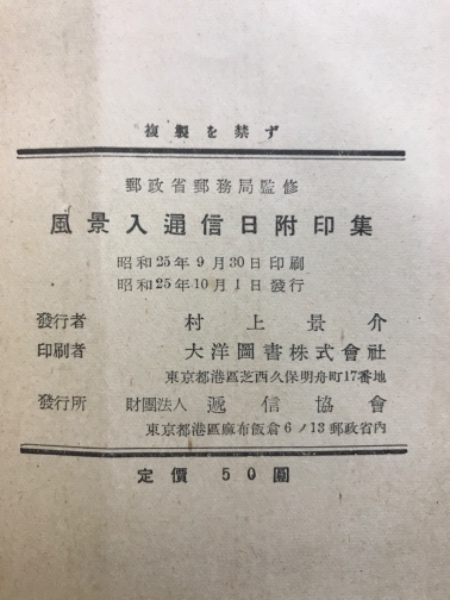 複製を禁ず
郵政省郵務局監修
風景入通信日附印集
昭和25年9月30日印刷
昭和25年10月1日發行
發行者 村上景介
印刷者 大洋圖書株式會社
東京都港區芝西久保明舟町17番地
發行所 財團法人 遞信協會
東京都港區麻布飯倉6ノ13郵政省内
定價 50圓